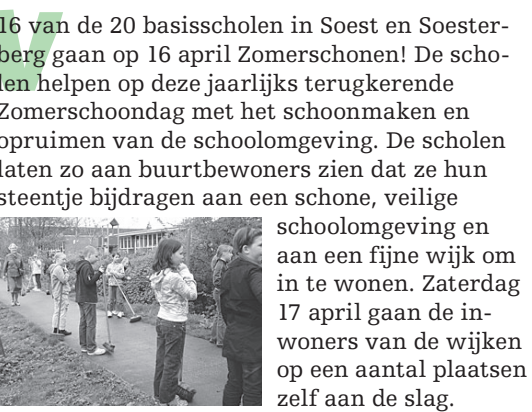 16 van de 20 basisscholen in Soest en Soester-
berg gaan op 16 april Zomerschonen! De scho-
len helpen op deze jaarlijks terugkerende
Zomerschoondag met het schoonmaken en
opruimen van de schoolomgeving. De scholen
laten zo aan buurtbewoners zien dat ze hun
steentje bijdragen aan een schone, veilige
schoolomgeving en
aan een fijne wijk om
in te wonen. Zaterdag
17 april gaan de in-
woners van de wijken
op een aantal plaatsen
zelf aan de slag.